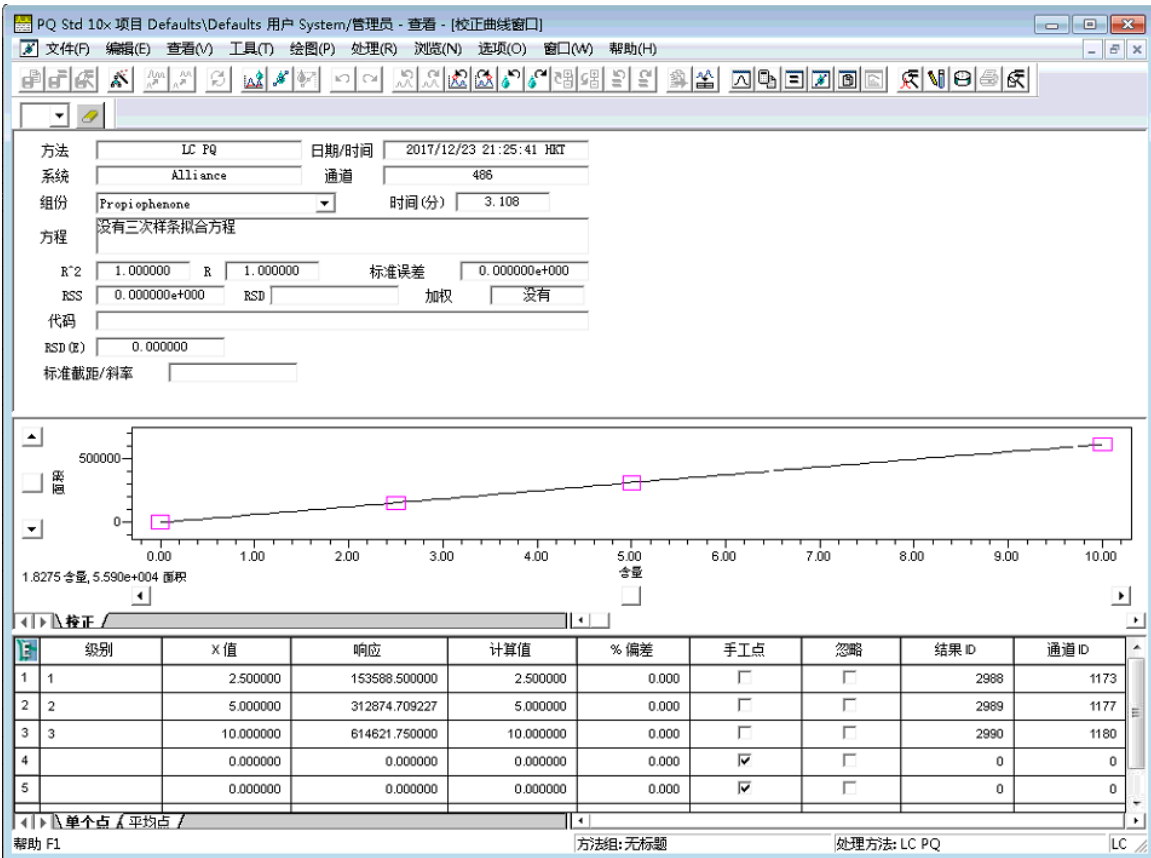 PQ Std 10x 项目 Defaults\Defaults 用户 System/管理员 - 查看 - [校正曲线窗口]
文件(F) 编辑(E) 查看(V) 工具(T) 绘图(P) 处理(R) 浏览(N) 选项(O) 窗口(W) 帮助(H)
方法 LC PQ 日期/时间 2017/12/23 21:25:41 HKT
系统 Alliance 通道 486
组份 Propiophenone 时间(分) 3.108
方程 没有三次样条拟合方程
R^2 1.000000 R 1.000000 标准误差 0.000000e+000
RSS 0.000000e+000 RSD 加权 没有
代码
RSD(E) 0.000000
标准截距/斜率
500000
面积
0
0.00 1.00 2.00 3.00 4.00 5.00 6.00 7.00 8.00 9.00 10.00
含量
1.8275 含量, 5.590e+004 面积
校正
级别 X 值 响应 计算值 % 偏差 手工点 忽略 结果 ID 通道 ID
1 1 2.500000 153588.500000 2.500000 0.000 2988 1173
2 2 5.000000 312874.709227 5.000000 0.000 2989 1177
3 3 10.000000 614621.750000 10.000000 0.000 2990 1180
4 0.000000 0.000000 0.000000 0.000 0 0
5 0.000000 0.000000 0.000000 0.000 0 0
单个点 平均点
帮助 F1 方法组: 无标题 处理方法: LC PQ LC